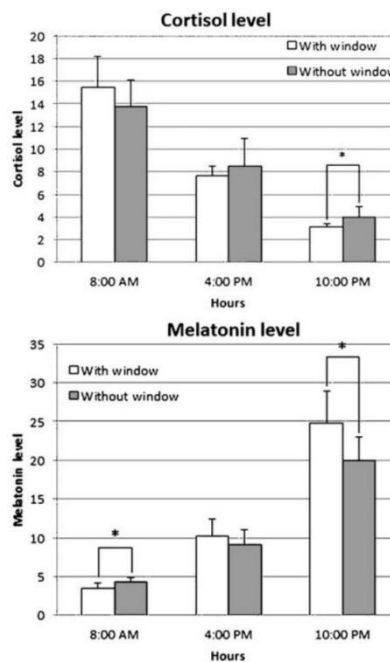 Cortisol level
20
18
16
14
12
10
8
6
4
2
0
Cortisol level
With window
Without window
*
8:00 AM 4:00 PM 10:00 PM
Hours
Melatonin level
35
30
25
20
15
10
5
0
Melatonin level
With window
Without window
*
*
8:00 AM 4:00 PM 10:00 PM
Hours